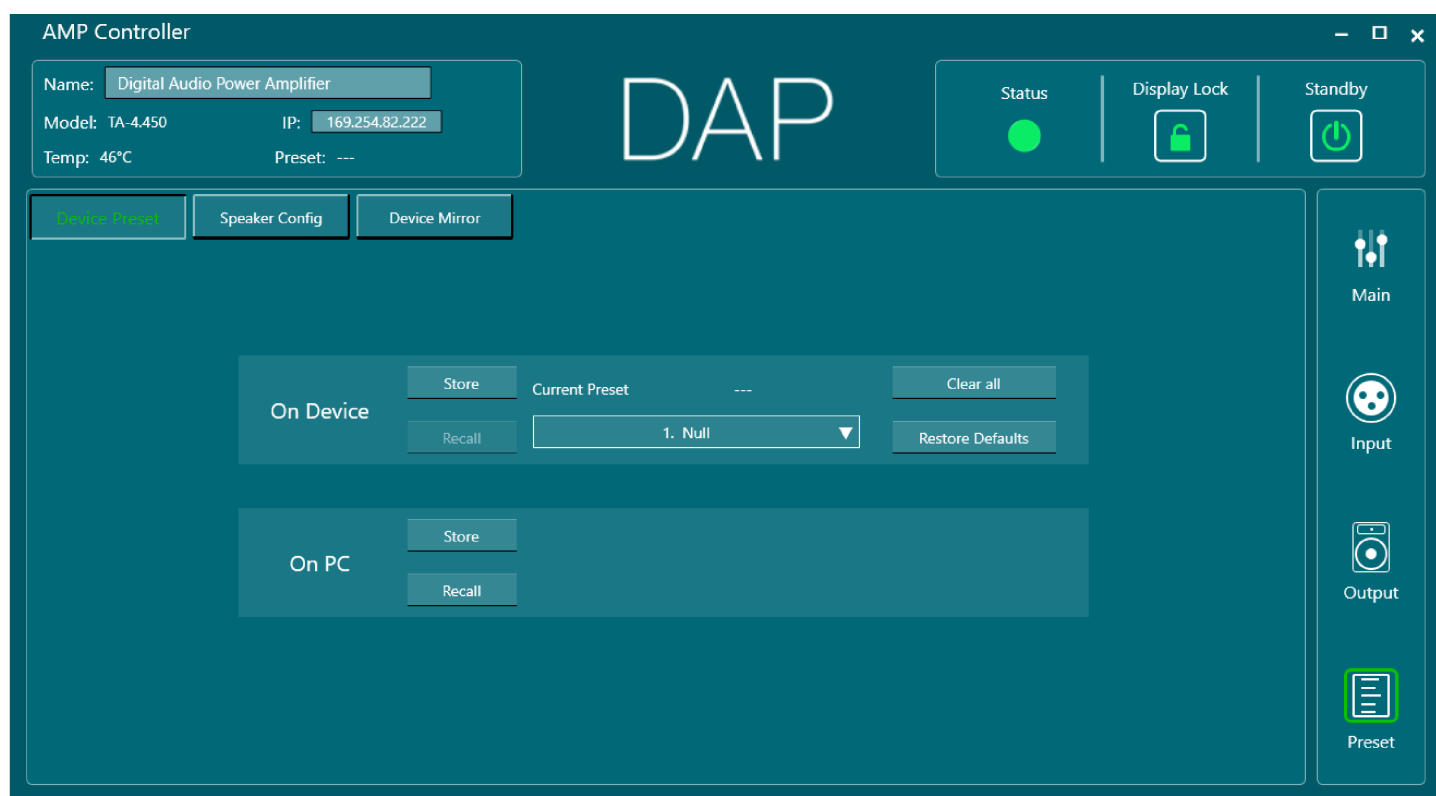 AMP Controller
Name: Digital Audio Power Amplifier
Model: TA-4.450 IP: 169.254.82.222
Temp: 46°C Preset: ---
DAP
Status Display Lock Standby
Device Preset Speaker Config Device Mirror
On Device
Store Current Preset --- Clear all
Recall 1. Null Restore Defaults
On PC
Store
Recall
Main
Input
Output
Preset